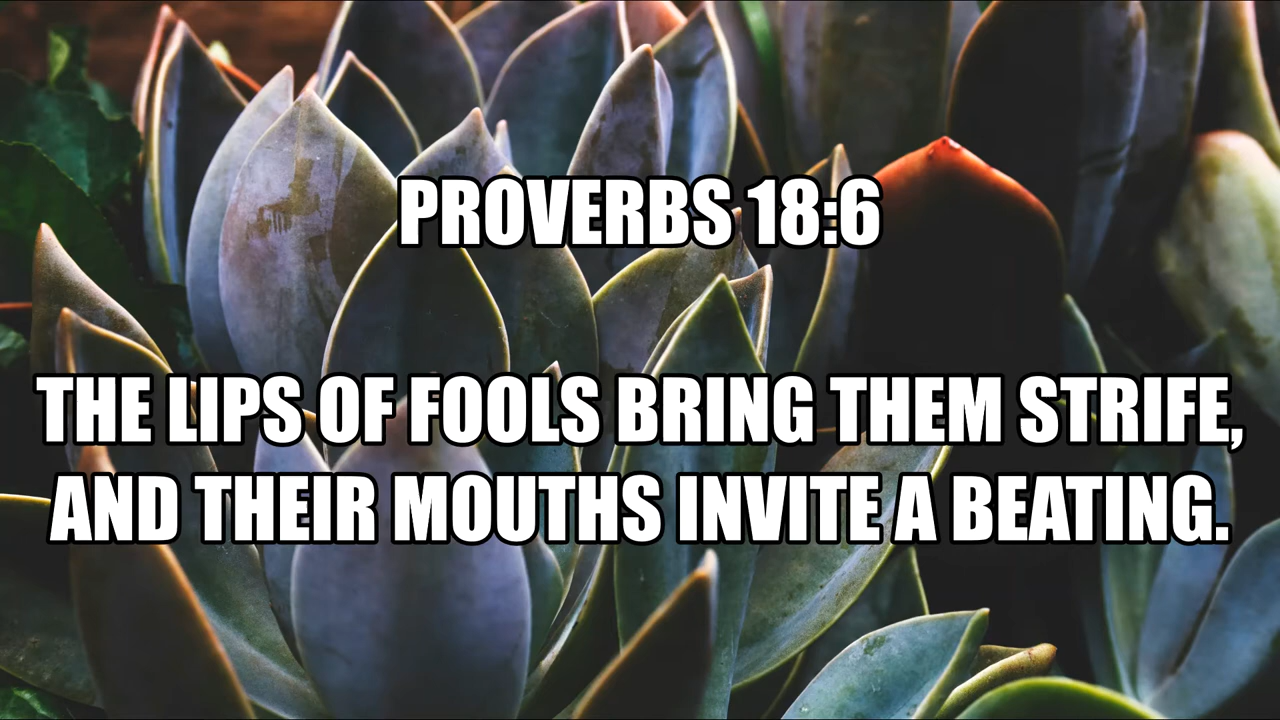 PROVERBS 18:6
THE LIPS OF FOOLS BRING THEM STRIFE,
AND THEIR MOUTHS INVITE A BEATING.